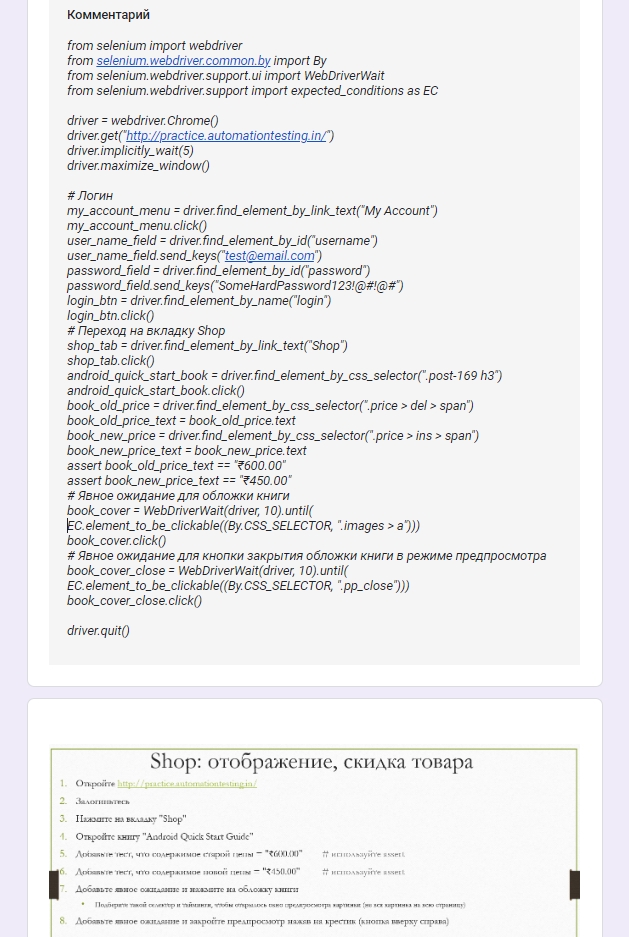 Комментарий
from selenium import webdriver
from selenium.webdriver.common.by import By
from selenium.webdriver.support.ui import WebDriverWait
from selenium.webdriver.support import expected_conditions as EC
driver = webdriver.Chrome()
driver.get("http://practice.automationtesting.in/")
driver.implicitly_wait(5)
driver.maximize_window()
# Логин
my_account_menu = driver.find_element_by_link_text("My Account")
my_account_menu.click()
user_name_field = driver.find_element_by_id("username")
user_name_field.send_keys("test@email.com")
password_field = driver.find_element_by_id("password")
password_field.send_keys("SomeHardPassword123!@#!@#")
login_btn = driver.find_element_by_name("login")
login_btn.click()
# Переход на вкладку Shop
shop_tab = driver.find_element_by_link_text("Shop")
shop_tab.click()
android_quick_start_book = driver.find_element_by_css_selector(".post-169 h3")
android_quick_start_book.click()
book_old_price = driver.find_element_by_css_selector(".price > del > span")
book_old_price_text = book_old_price.text
book_new_price = driver.find_element_by_css_selector(".price > ins > span")
book_new_price_text = book_new_price.text
assert book_old_price_text == "₹600.00"
assert book_new_price_text == "₹450.00"
# Явное ожидание для обложки книги
book_cover = WebDriverWait(driver, 10).until(
EC.element_to_be_clickable((By.CSS_SELECTOR, ".images > a")))
book_cover.click()
# Явное ожидание для кнопки закрытия обложки книги в режиме предпросмотра
book_cover_close = WebDriverWait(driver, 10).until(
EC.element_to_be_clickable((By.CSS_SELECTOR, ".pp_close")))
book_cover_close.click()
driver.quit()
Shop: отображение, скидка товара
1. Откройте http://practice.automationtesting.in/
2. Залогиньтесь
3. Нажмите на вкладку "Shop"
4. Откройте книгу "Android Quick Start Guide"
5. Добавьте тест, что содержимое старой цены = "₹600.00" # используйте assert
6. Добавьте тест, что содержимое новой цены = "₹450.00" # используйте assert
7. Добавьте явное ожидание и нажмите на обложку книги
• Подберите такой селектор и тайминги, чтобы открылось окно предпросмотра картинки (не вся картинка на всю страницу)
8. Добавьте явное ожидание и закройте предпросмотр нажав на крестик (кнопка вверху справа)